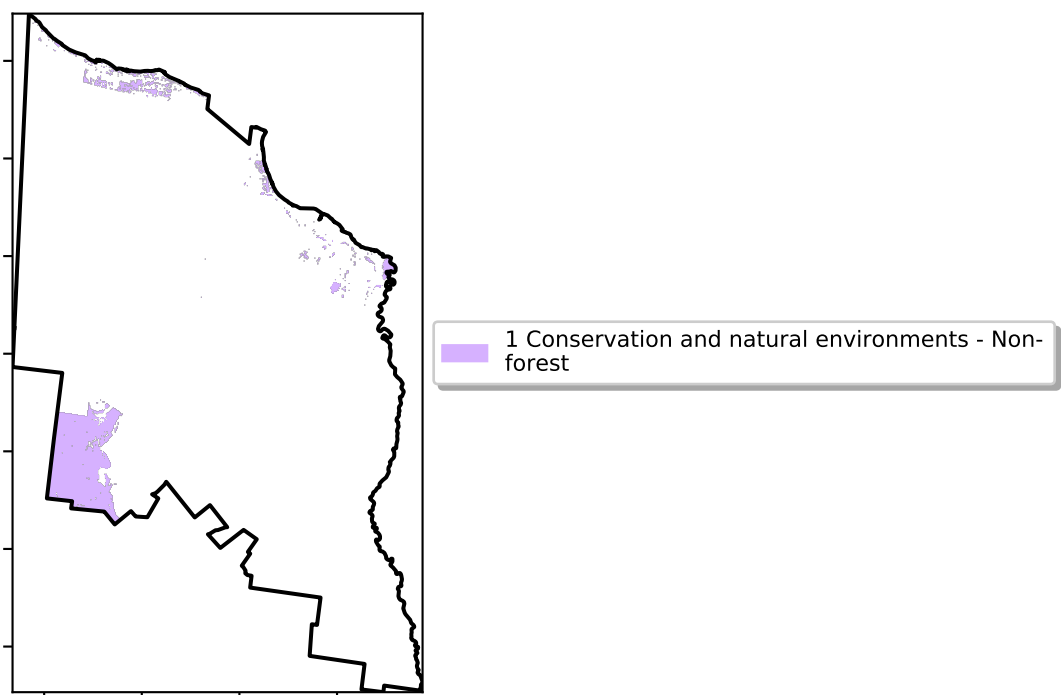 1 Conservation and natural environments - Non-
forest